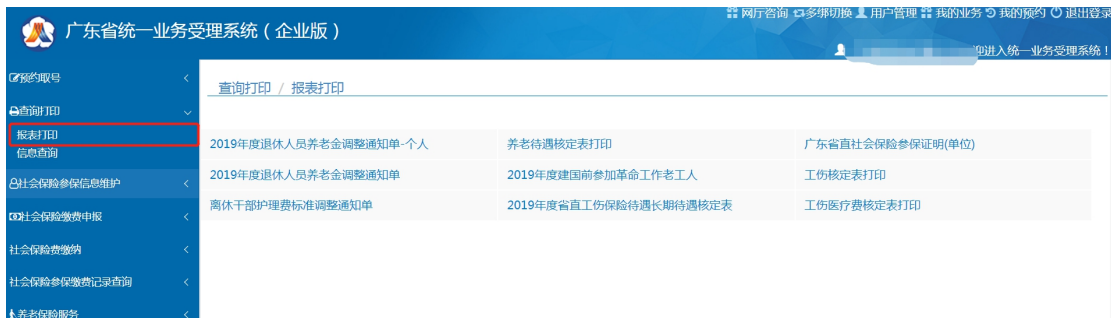 网厅咨询 多绑切换 用户管理 我的业务 我的预约 退出登录
广东省统一业务受理系统（企业版）
迎进入统一业务受理系统！
预约取号
查询打印
报表打印
信息查询
社会保险参保信息维护
社会保险缴费申报
社会保险费缴纳
社会保险参保缴费记录查询
养老保险服务
查询打印 / 报表打印
2019年度退休人员养老金调整通知单-个人 养老待遇核定表打印 广东省直社会保险参保证明(单位)
2019年度退休人员养老金调整通知单 2019年度建国前参加革命工作老工人 工伤核定表打印
离休干部护理费标准调整通知单 2019年度省直工伤保险待遇长期待遇核定表 工伤医疗费核定表打印